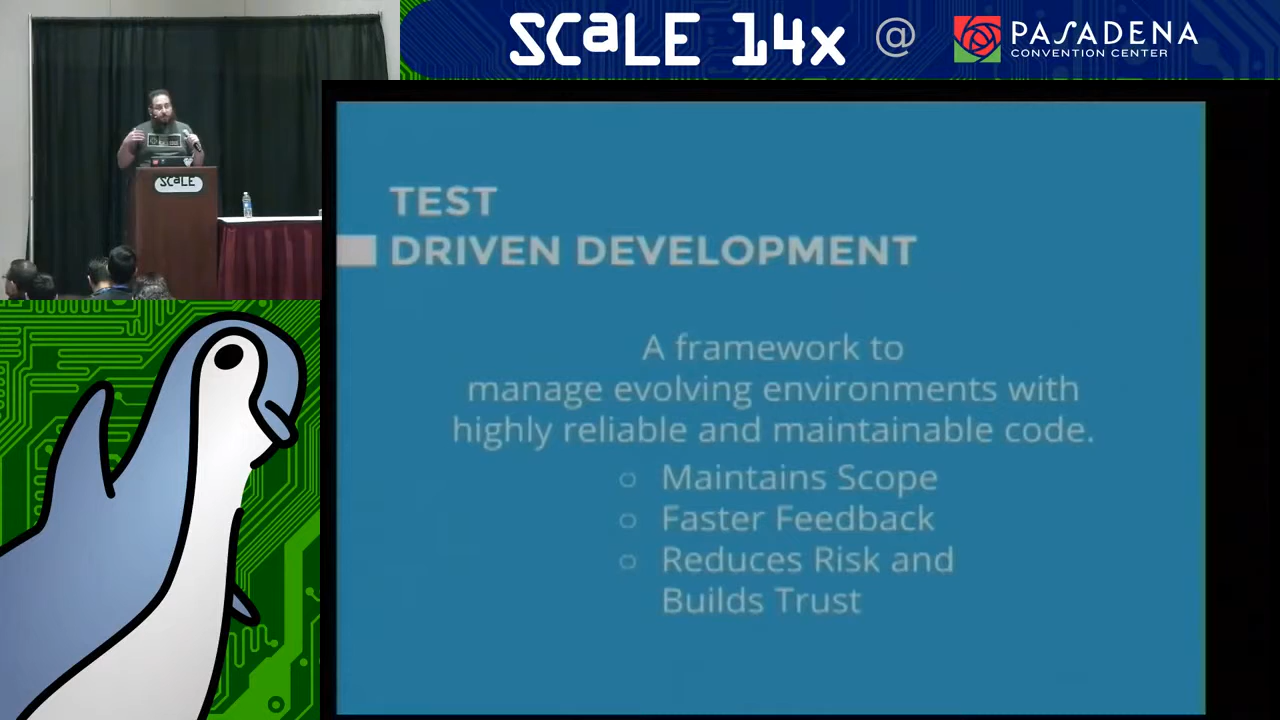 SCaLE 14x @ PASADENA
CONVENTION CENTER
SCaLE
TEST
DRIVEN DEVELOPMENT
A framework to
manage evolving environments with
highly reliable and maintainable code.
○ Maintains Scope
○ Faster Feedback
○ Reduces Risk and
Builds Trust